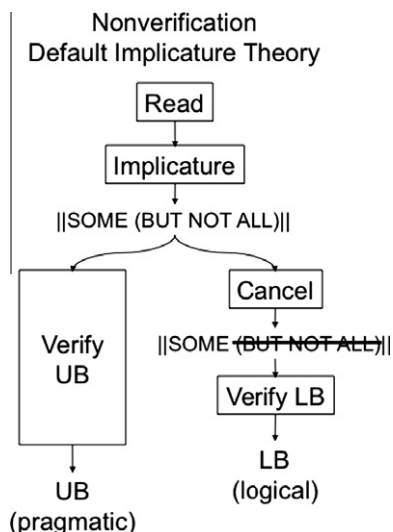 Nonverification
Default Implicature Theory
Read
Implicature
||SOME (BUT NOT ALL)||
Cancel
||SOME (BUT NOT ALL)||
Verify
UB
Verify LB
LB
(logical)
UB
(pragmatic)